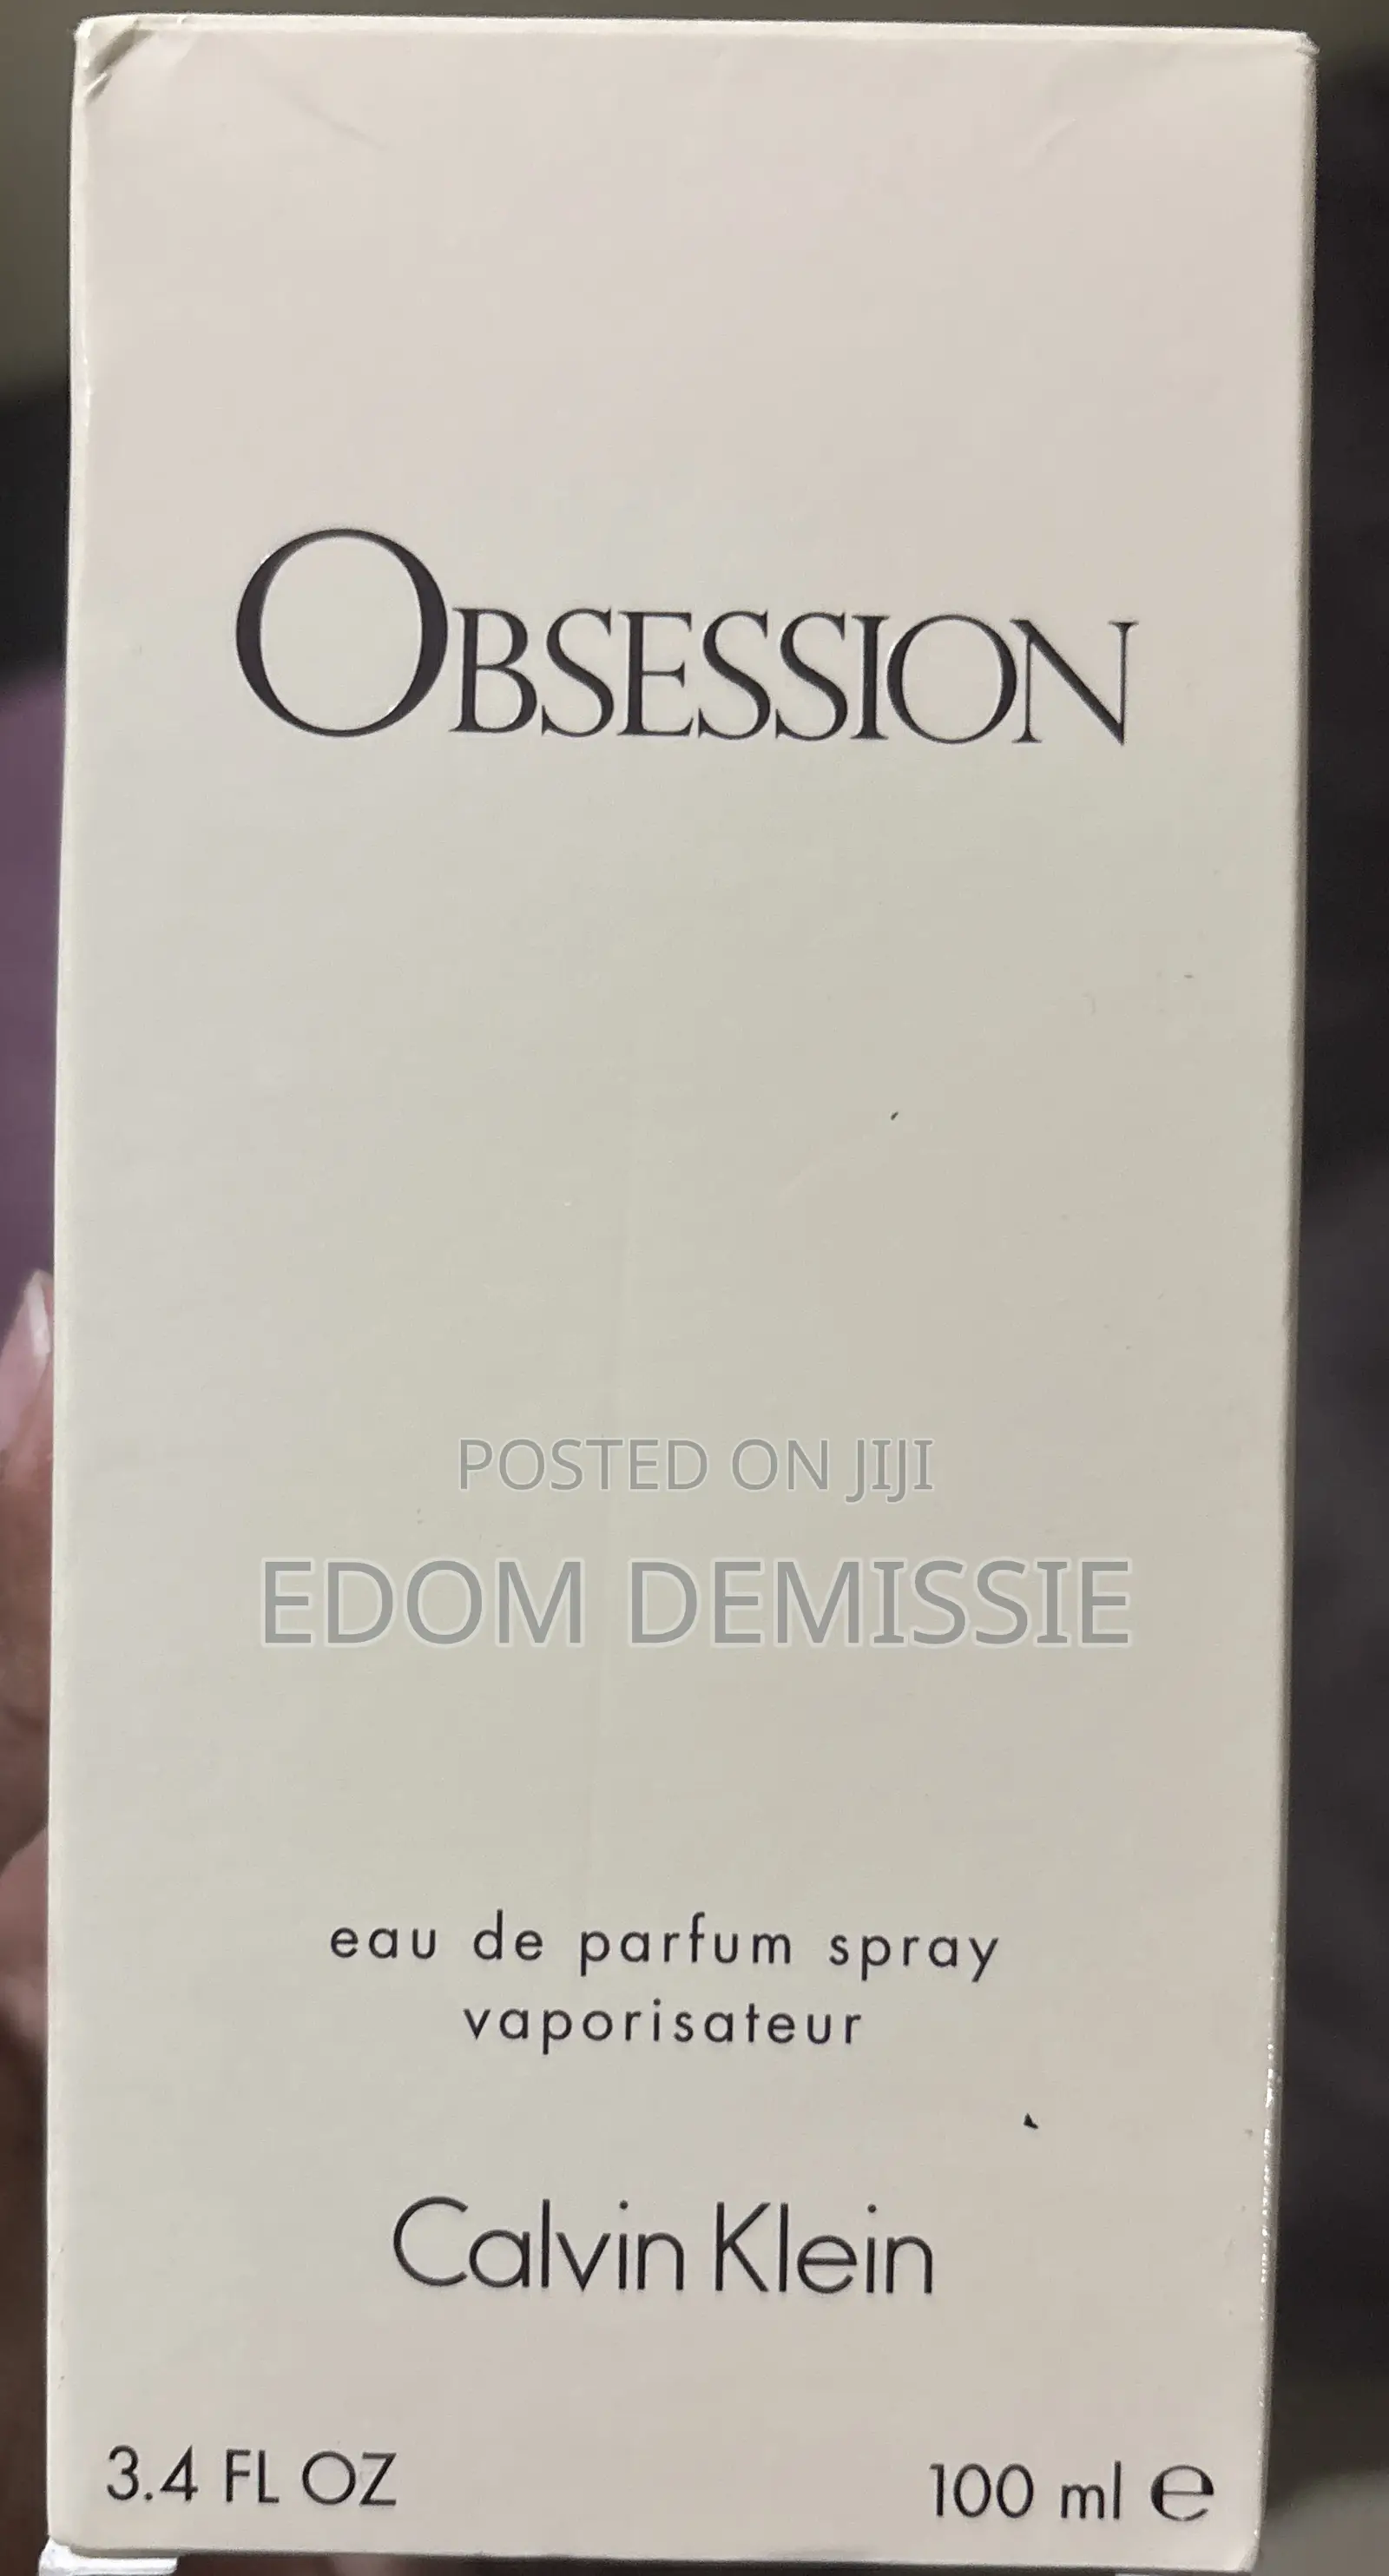 OBSESSION
POSTED ON JIJI
EDOM DEMISSIE
eau de parfum spray
vaporisateur
Calvin Klein
3.4 FL OZ
100 ml ℮